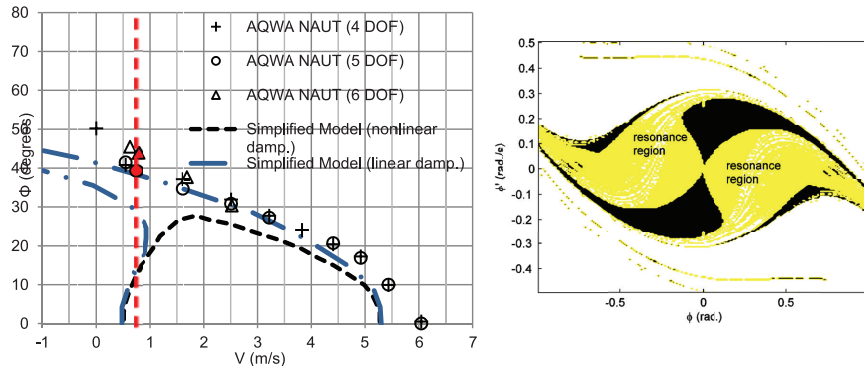 80
70
60
50
40
30
20
10
0
Φ (degrees)
-1
0
1
2
3
4
5
6
7
V (m/s)
AQWA NAUT (4 DOF)
AQWA NAUT (5 DOF)
AQWA NAUT (6 DOF)
Simplified Model (nonlinear
damp.)
Simplified Model (linear damp.)
0.5
0.4
0.3
0.2
0.1
0
-0.1
-0.2
-0.3
-0.4
ϕ' (rad./s)
resonance
region
resonance
region
-0.5
0
0.5
ϕ (rad.)